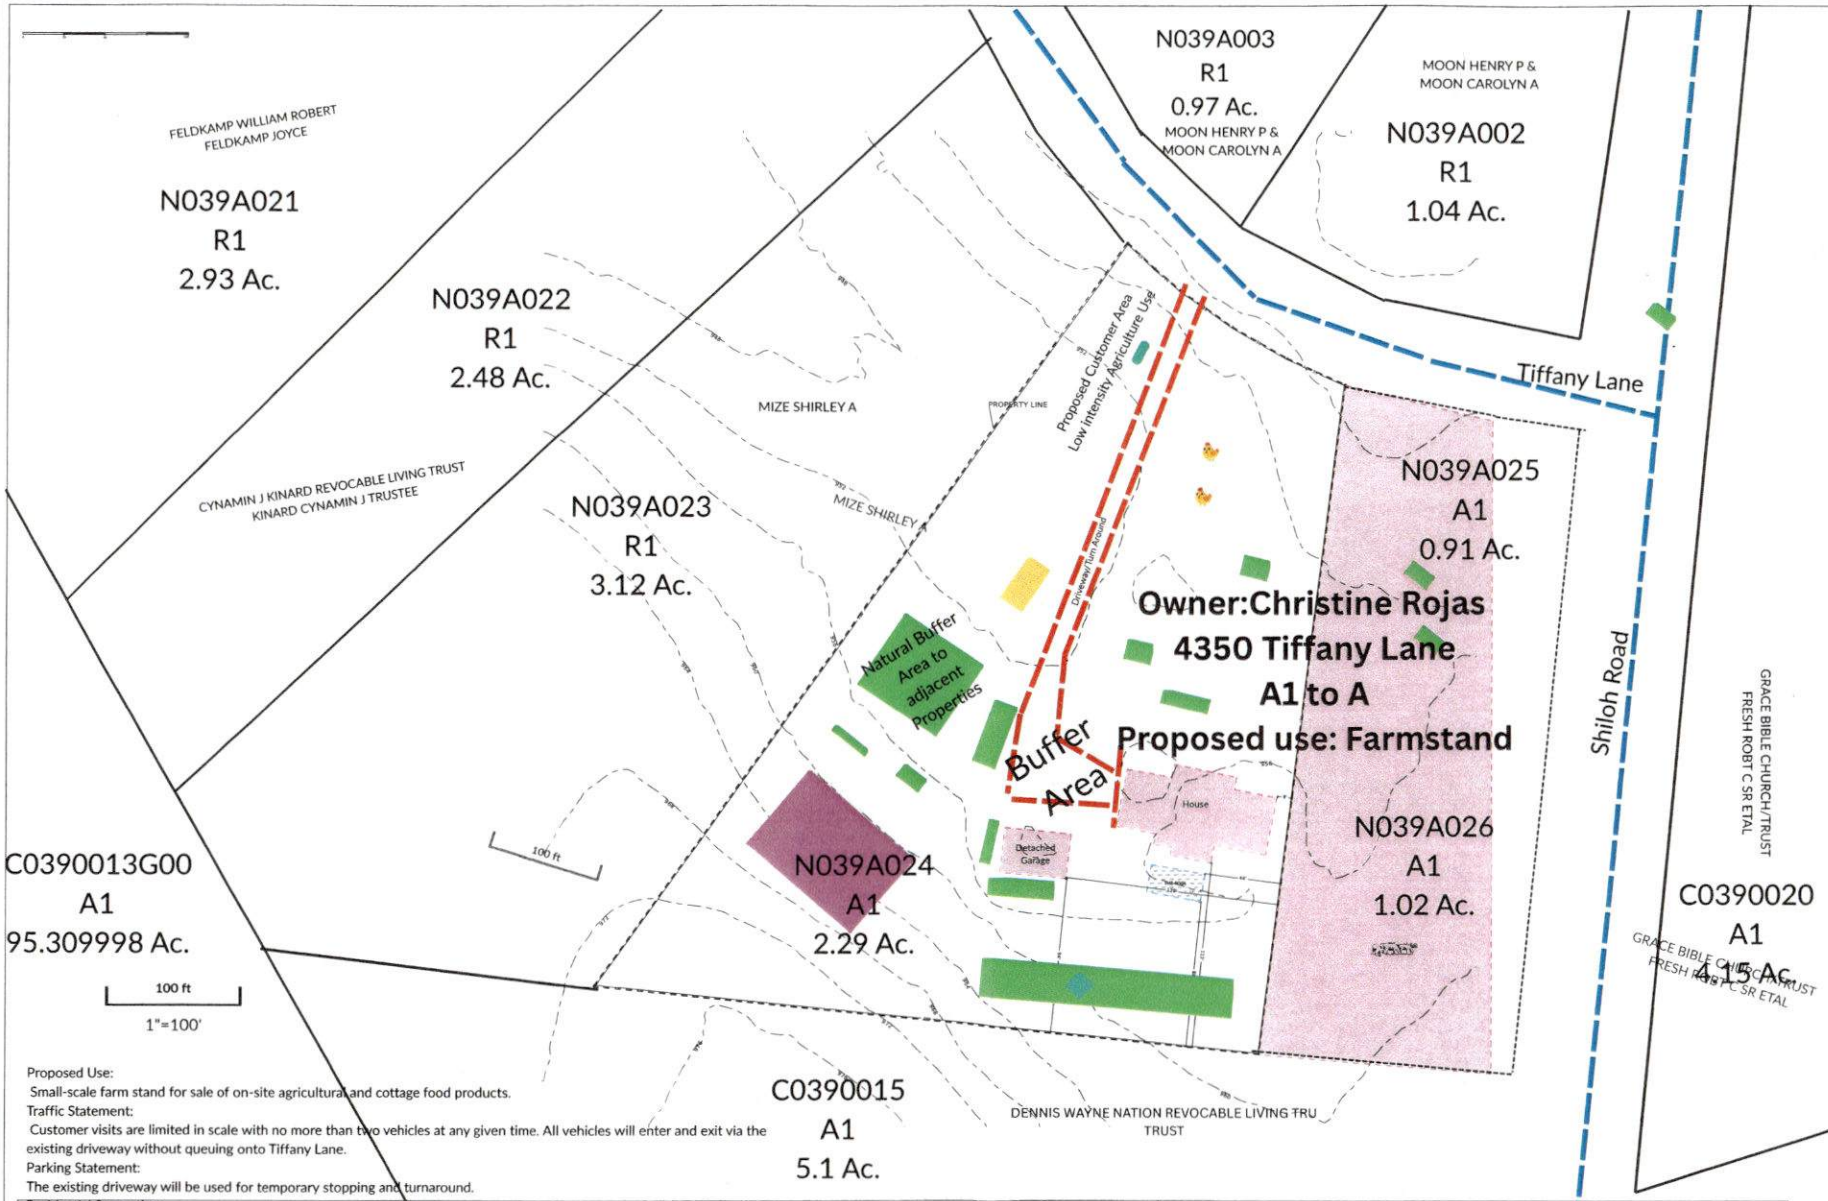 N039A003
R1
0.97 Ac.
MOON HENRY P &
MOON CAROLYN A
MOON HENRY P &
MOON CAROLYN A
N039A002
R1
1.04 Ac.
FELDKAMP WILLIAM ROBERT
FELDKAMP JOYCE
N039A021
R1
2.93 Ac.
N039A022
R1
2.48 Ac.
MIZE SHIRLEY A
PROPERTY LINE
Proposed Customer Area
Low intensity Agriculture Use
Tiffany Lane
CYNAMIN J KINARD REVOCABLE LIVING TRUST
KINARD CYNAMIN J TRUSTEE
N039A023
R1
3.12 Ac.
MIZE SHIRLEY A
Driveway/Turn Around
N039A025
A1
0.91 Ac.
Owner:Christine Rojas
4350 Tiffany Lane
A1 to A
Proposed use: Farmstand
Natural Buffer
Area to
adjacent
Properties
Buffer
Area
House
Detached
Garage
Shiloh Road
GRACE BIBLE CHURCH/TRUST
FRESH ROBT C SR ETAL
N039A026
A1
1.02 Ac.
N039A024
A1
2.29 Ac.
100 ft
C0390013G00
A1
95.309998 Ac.
100 ft
1"=100'
C0390020
A1
4.15 Ac.
GRACE BIBLE CHURCH/TRUST
FRESH ROBT C SR ETAL
C0390015
A1
5.1 Ac.
DENNIS WAYNE NATION REVOCABLE LIVING TRU
TRUST
Proposed Use:
Small-scale farm stand for sale of on-site agricultural and cottage food products.
Traffic Statement:
Customer visits are limited in scale with no more than two vehicles at any given time. All vehicles will enter and exit via the
existing driveway without queuing onto Tiffany Lane.
Parking Statement:
The existing driveway will be used for temporary stopping and turnaround.